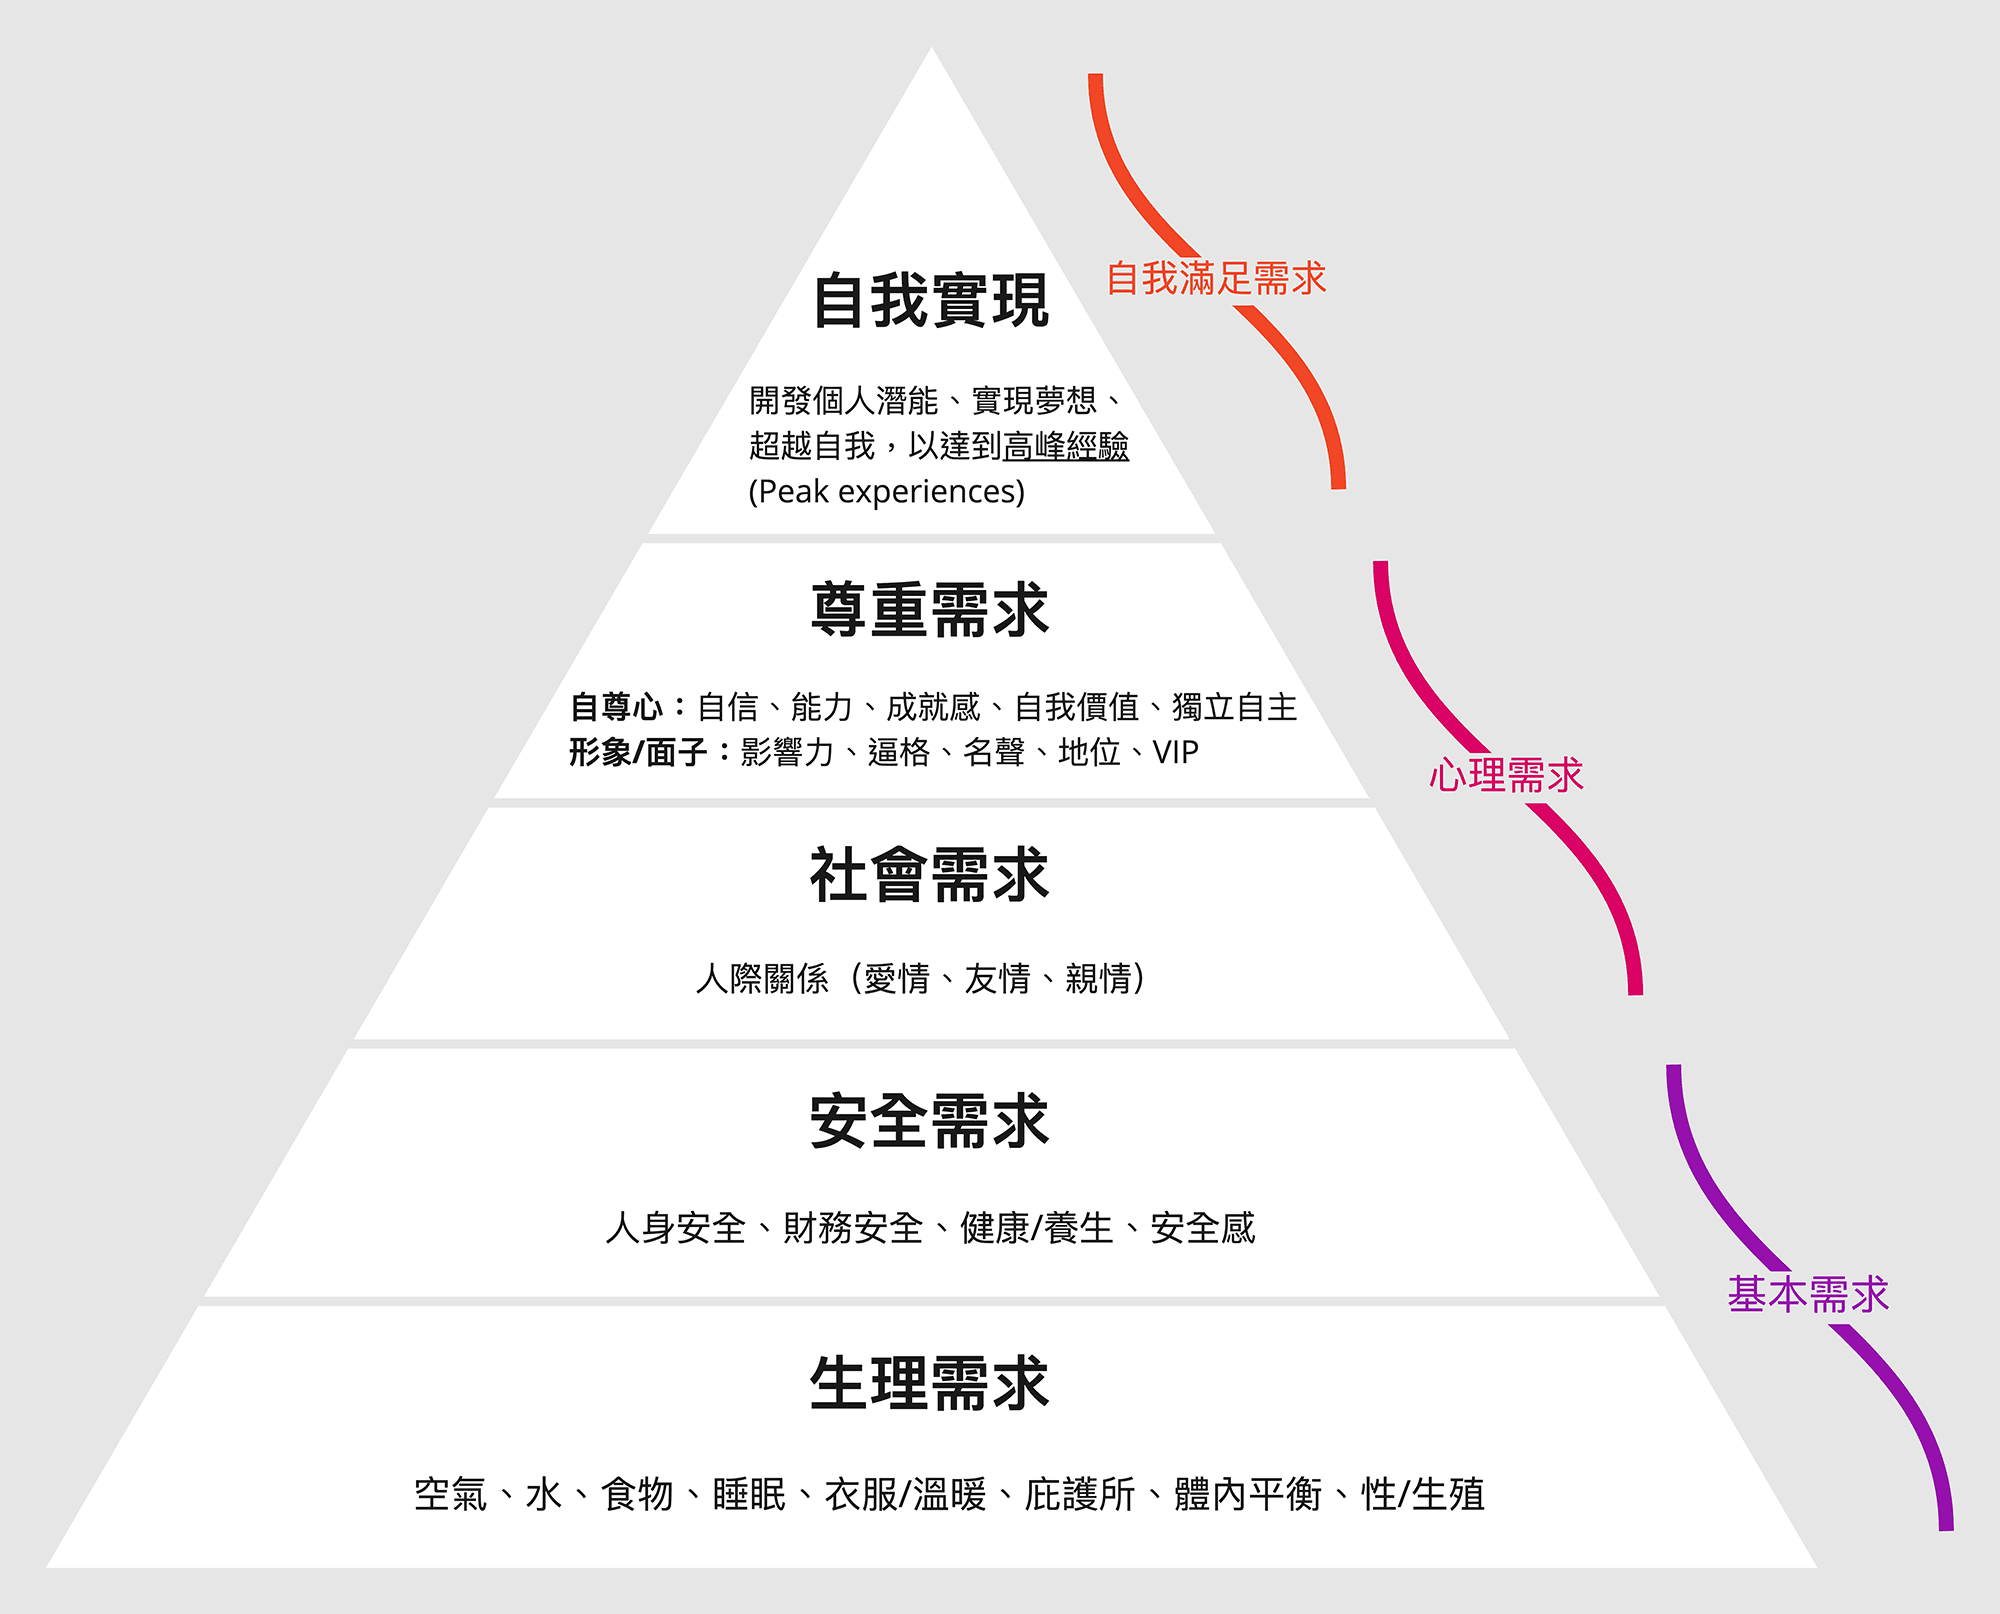 自我實現
自我滿足需求
開發個人潛能、實現夢想、
超越自我，以達到高峰經驗
(Peak experiences)
尊重需求
自尊心：自信、能力、成就感、自我價值、獨立自主
形象/面子：影響力、逼格、名聲、地位、VIP
心理需求
社會需求
人際關係（愛情、友情、親情）
安全需求
人身安全、財務安全、健康/養生、安全感
基本需求
生理需求
空氣、水、食物、睡眠、衣服/溫暖、庇護所、體內平衡、性/生殖